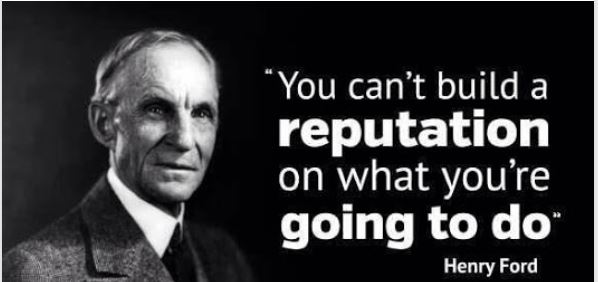 “You can’t build a
reputation
on what you’re
going to do”
Henry Ford